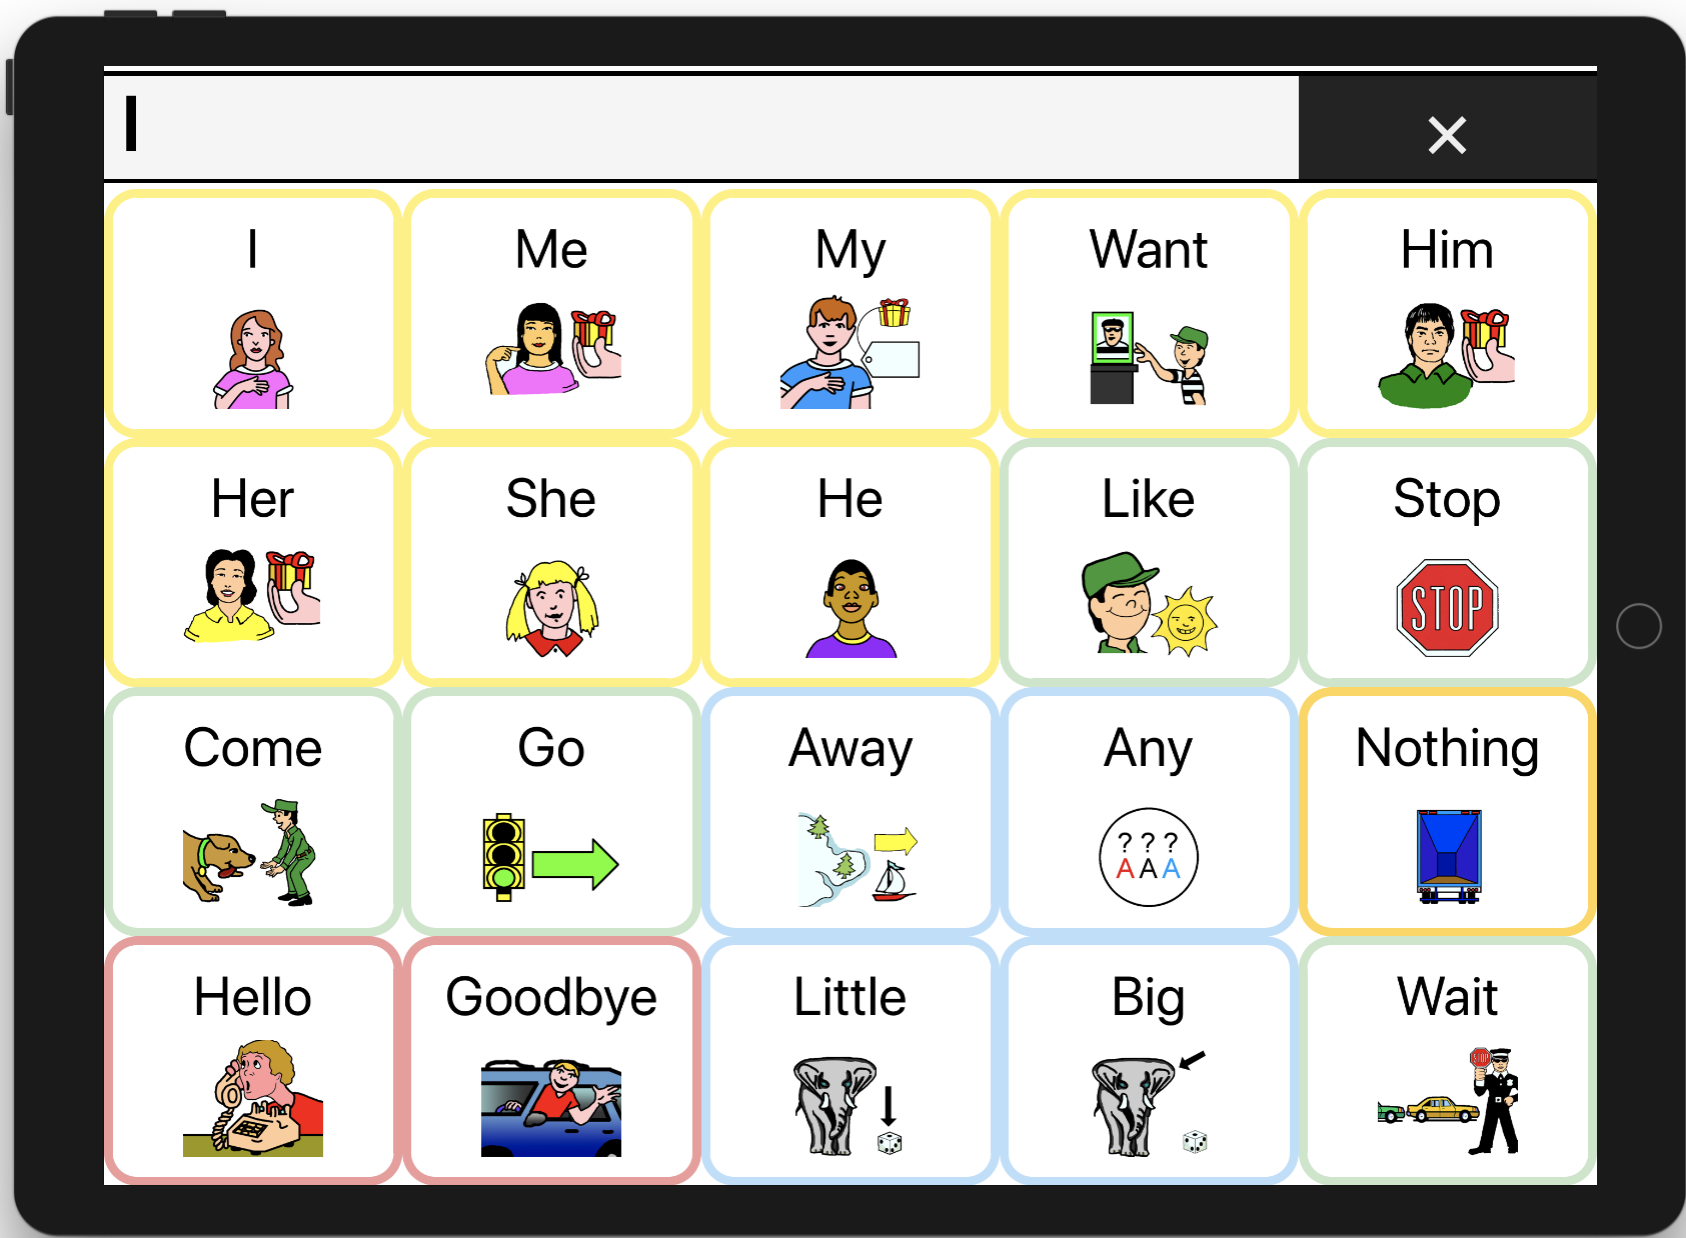 I
I Me My Want Him
Her She He Like Stop
STOP
Come Go Away Any Nothing
? ? ?
A A A
Hello Goodbye Little Big Wait
STOP